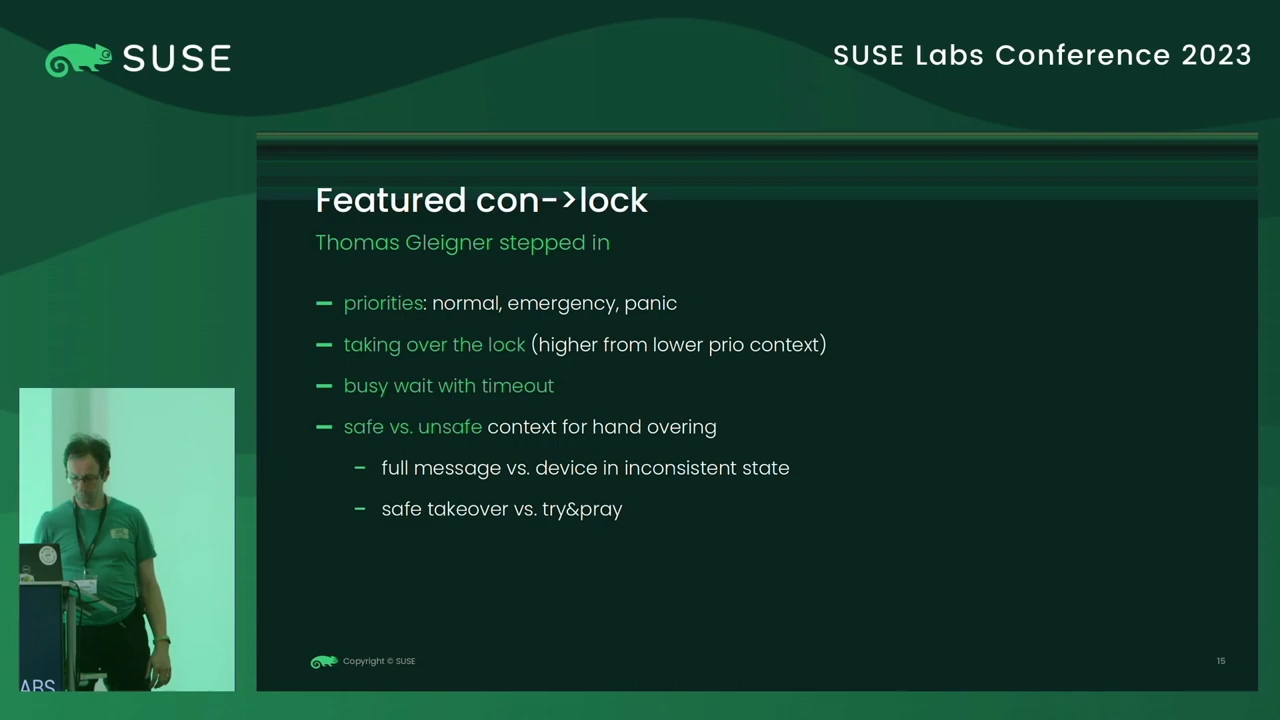 SUSE
SUSE Labs Conference 2023
Featured con->lock
Thomas Gleigner stepped in
priorities: normal, emergency, panic
taking over the lock (higher from lower prio context)
busy wait with timeout
safe vs. unsafe context for hand overing
– full message vs. device in inconsistent state
– safe takeover vs. try&pray
ABS
Copyright © SUSE
15